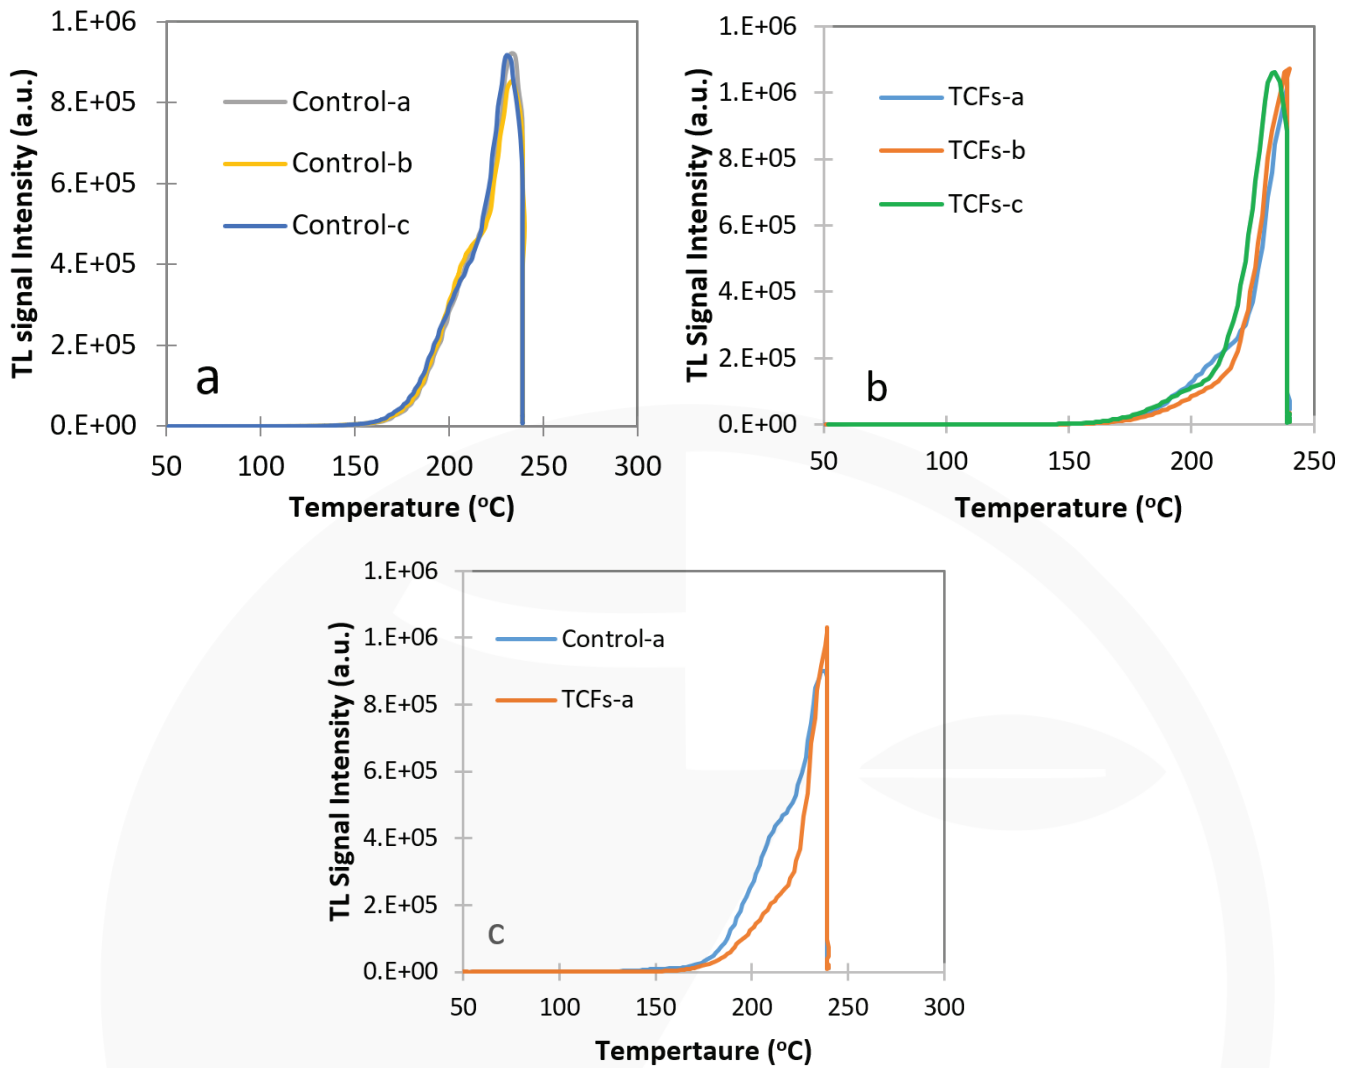 TL signal Intensity (a.u.)
1.E+06
8.E+05
6.E+05
4.E+05
2.E+05
0.E+00
Control-a
Control-b
Control-c
a
50 100 150 200 250 300
Temperature (ºC)
TL Signal Intensity (a.u.)
1.E+06
1.E+06
8.E+05
6.E+05
4.E+05
2.E+05
0.E+00
TCFs-a
TCFs-b
TCFs-c
b
50 100 150 200 250
Temperature (ºC)
TL Signal Intensity (a.u.)
1.E+06
1.E+06
8.E+05
6.E+05
4.E+05
2.E+05
0.E+00
Control-a
TCFs-a
c
50 100 150 200 250 300
Tempertaure (ºC)